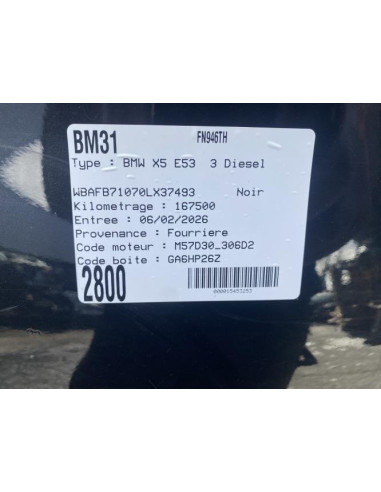 BM31 FN946TH
Type : BMW X5 E53 3 Diesel
WBAFB71070LX37493 Noir
Kilometrage : 167500
Entree : 06/02/2026
Provenance : Fourriere
Code moteur : M57D30_306D2
Code boite : GA6HP26Z
2800